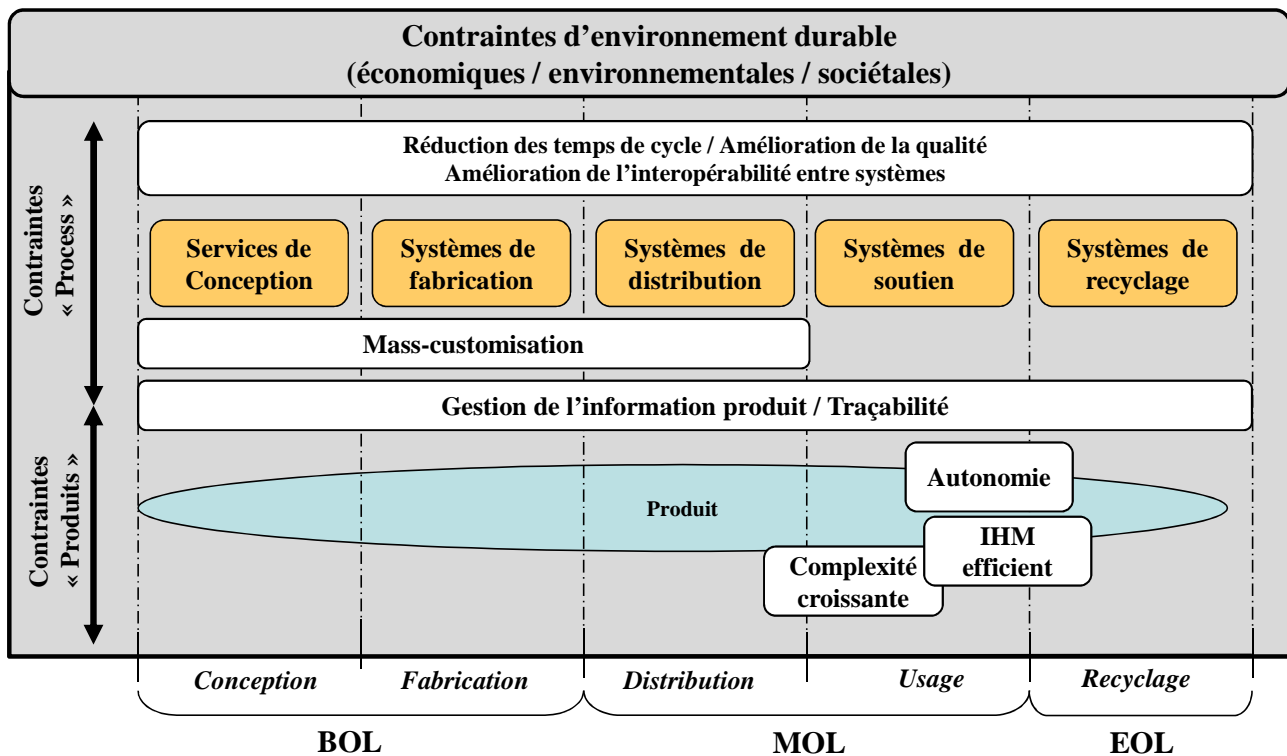 Contraintes d’environnement durable
(économiques / environnementales / sociétales)
Contraintes
« Process »
Réduction des temps de cycle / Amélioration de la qualité
Amélioration de l’interopérabilité entre systèmes
Services de
Conception
Systèmes de
fabrication
Systèmes de
distribution
Systèmes de
soutien
Systèmes de
recyclage
Mass-customisation
Gestion de l’information produit / Traçabilité
Contraintes
« Produits »
Produit
Autonomie
IHM
efficient
Complexité
croissante
Conception
Fabrication
Distribution
Usage
Recyclage
BOL
MOL
EOL